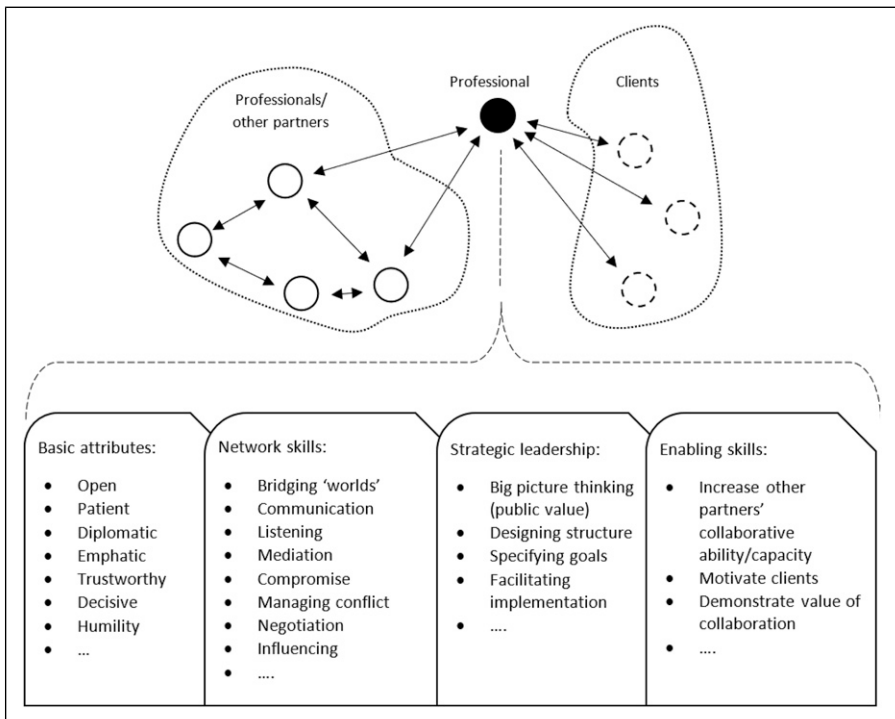 Professionals/
other partners
Professional
Clients
Basic attributes:
• Open
• Patient
• Diplomatic
• Emphatic
• Trustworthy
• Decisive
• Humility
• ...
Network skills:
• Bridging ‘worlds’
• Communication
• Listening
• Mediation
• Compromise
• Managing conflict
• Negotiation
• Influencing
• ....
Strategic leadership:
• Big picture thinking
(public value)
• Designing structure
• Specifying goals
• Facilitating
implementation
• ....
Enabling skills:
• Increase other
partners’
collaborative
ability/capacity
• Motivate clients
• Demonstrate value of
collaboration
• ....